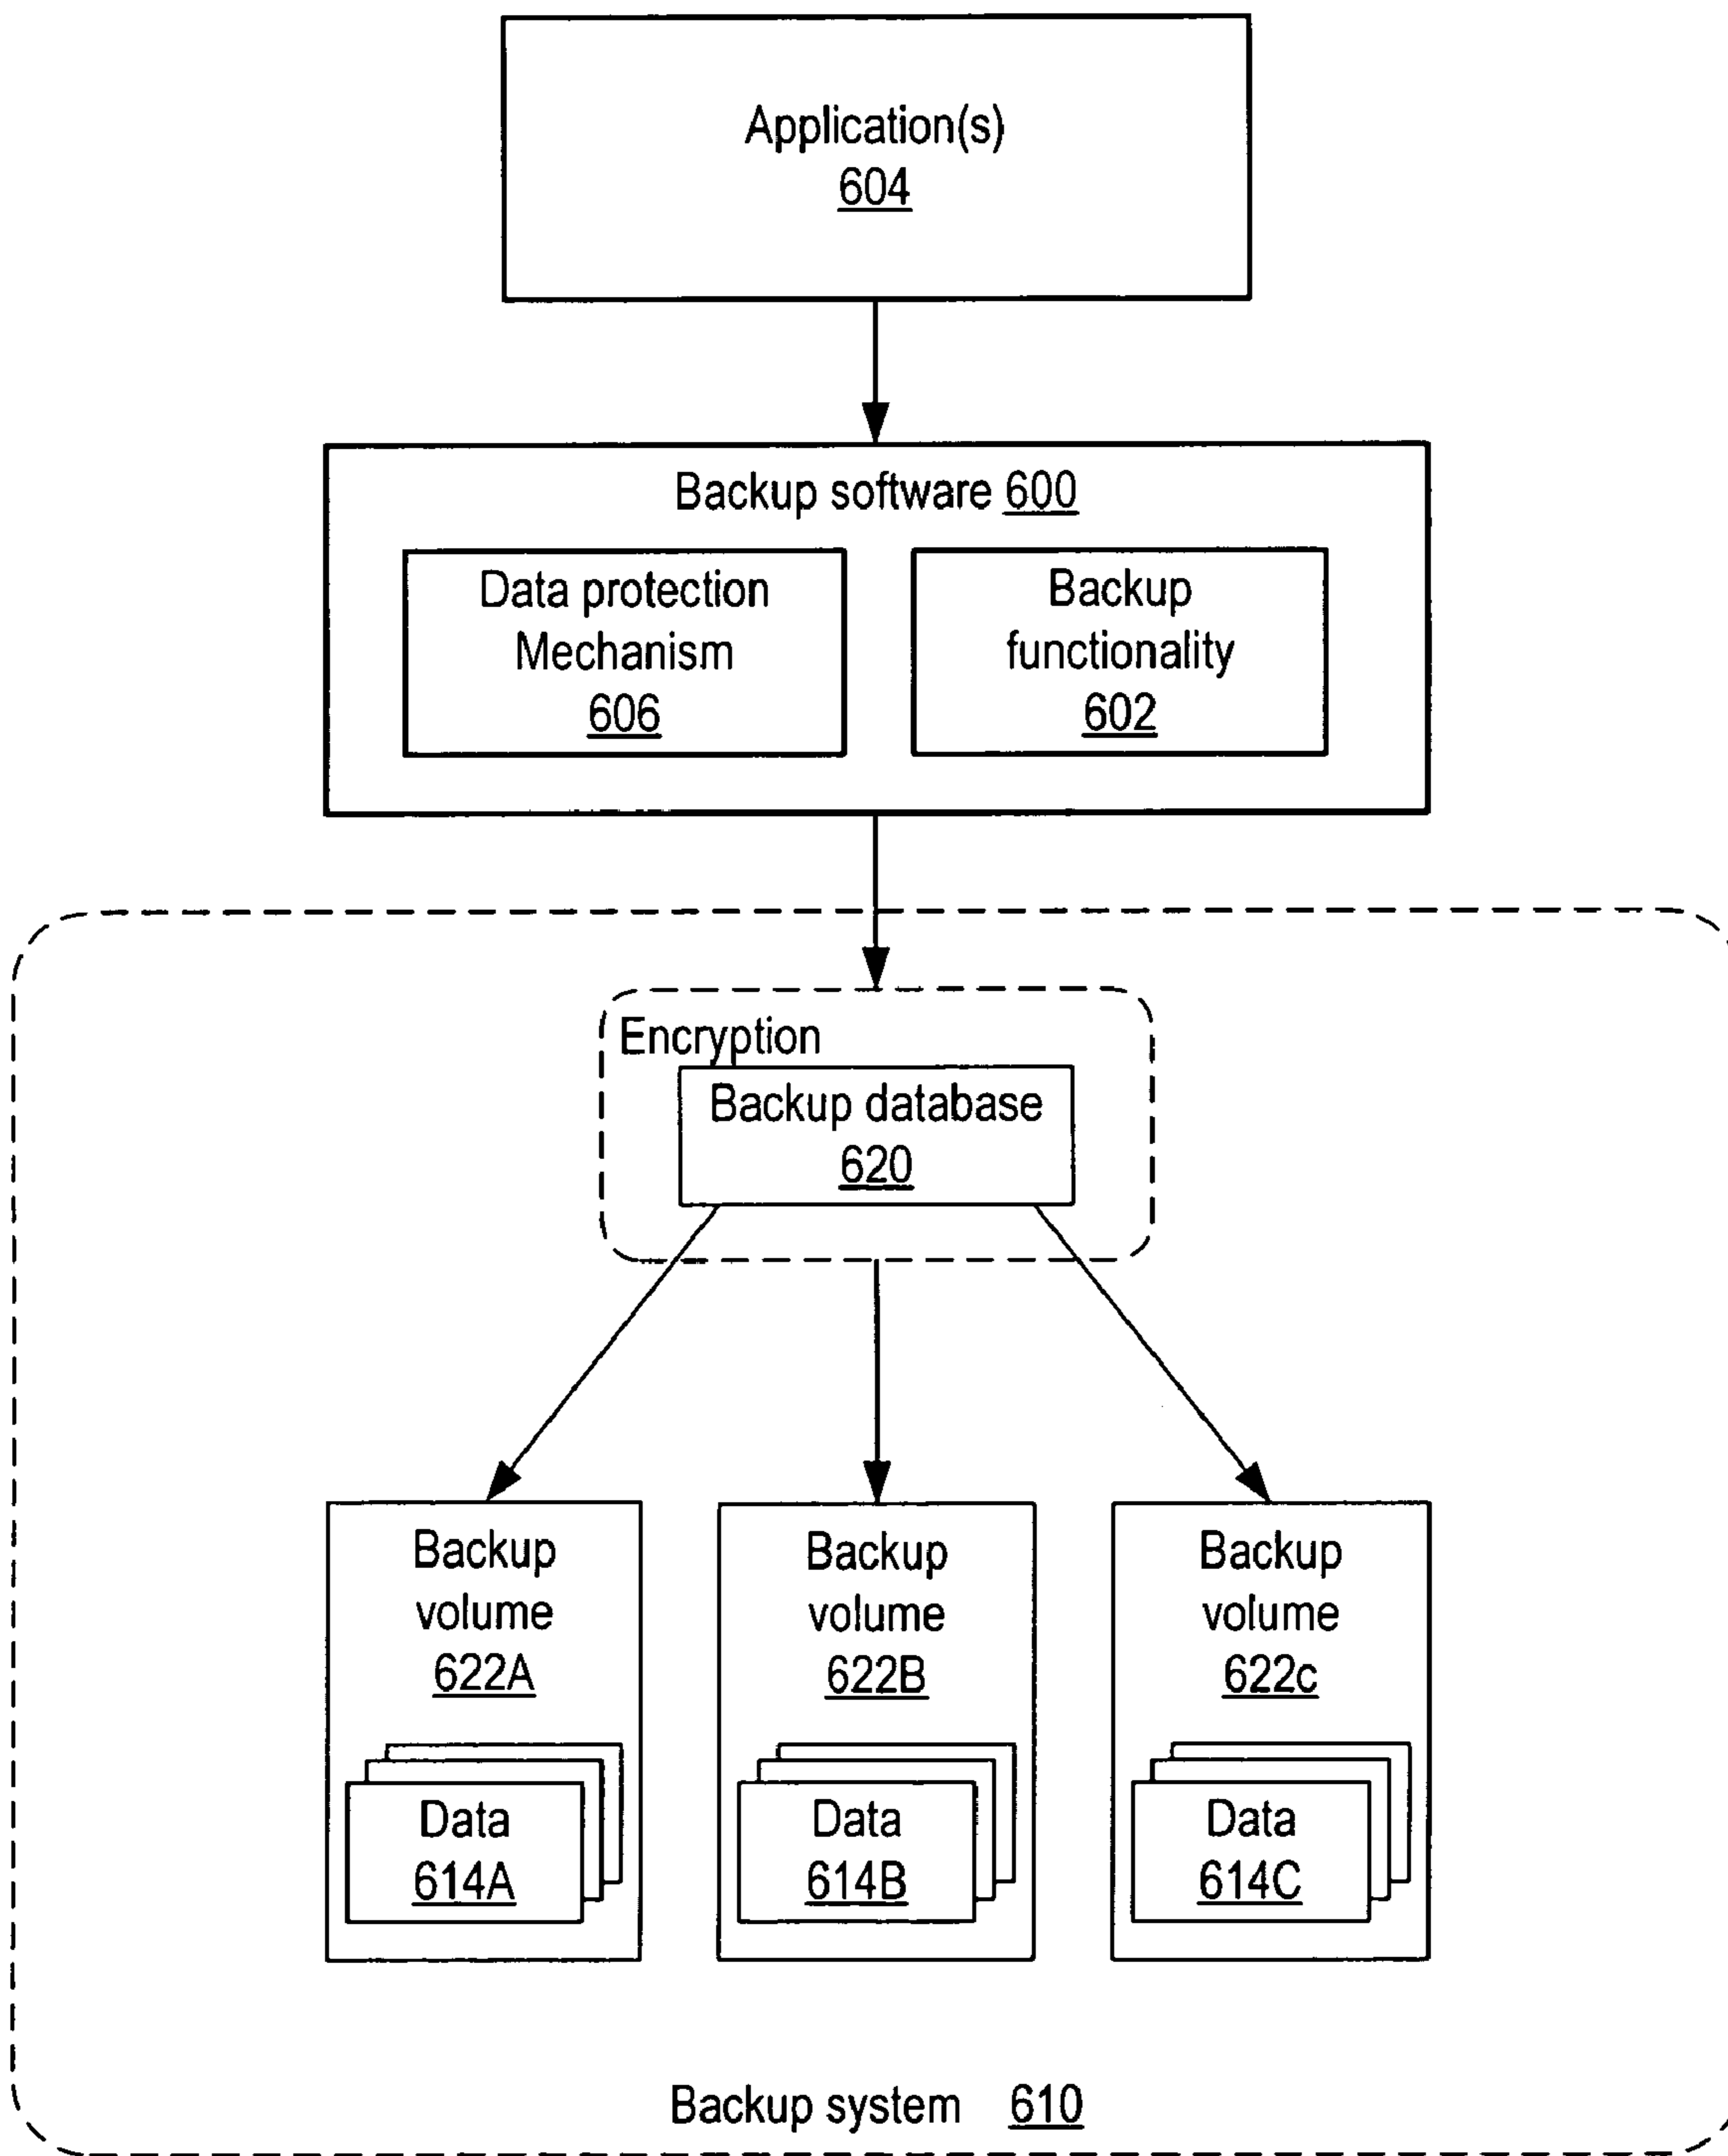 Application(s)
604
Backup software 600
Data protection
Mechanism
606
Backup
functionality
602
Encryption
Backup database
620
Backup
volume
622A
Data
614A
Backup
volume
622B
Data
614B
Backup
volume
622c
Data
614C
Backup system 610